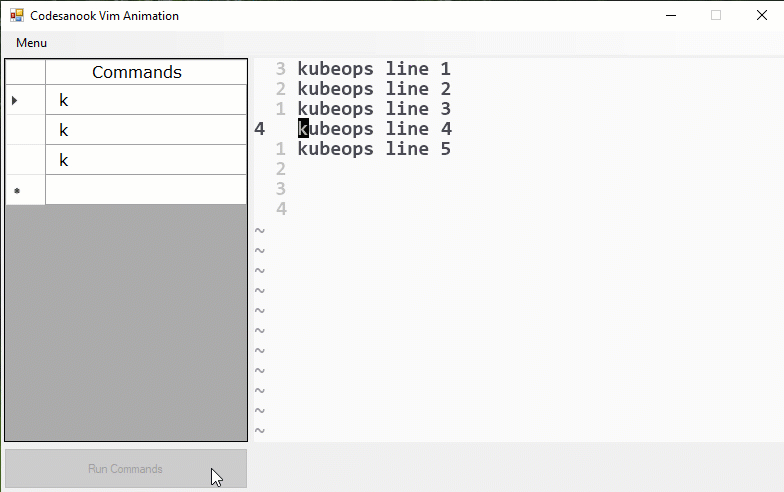 Codesanook Vim Animation
Menu
Commands
k
k
k
3 kubeops line 1
2 kubeops line 2
1 kubeops line 3
4 kubeops line 4
1 kubeops line 5
2
3
4
~
~
~
~
~
~
~
~
~
~
~
Run Commands